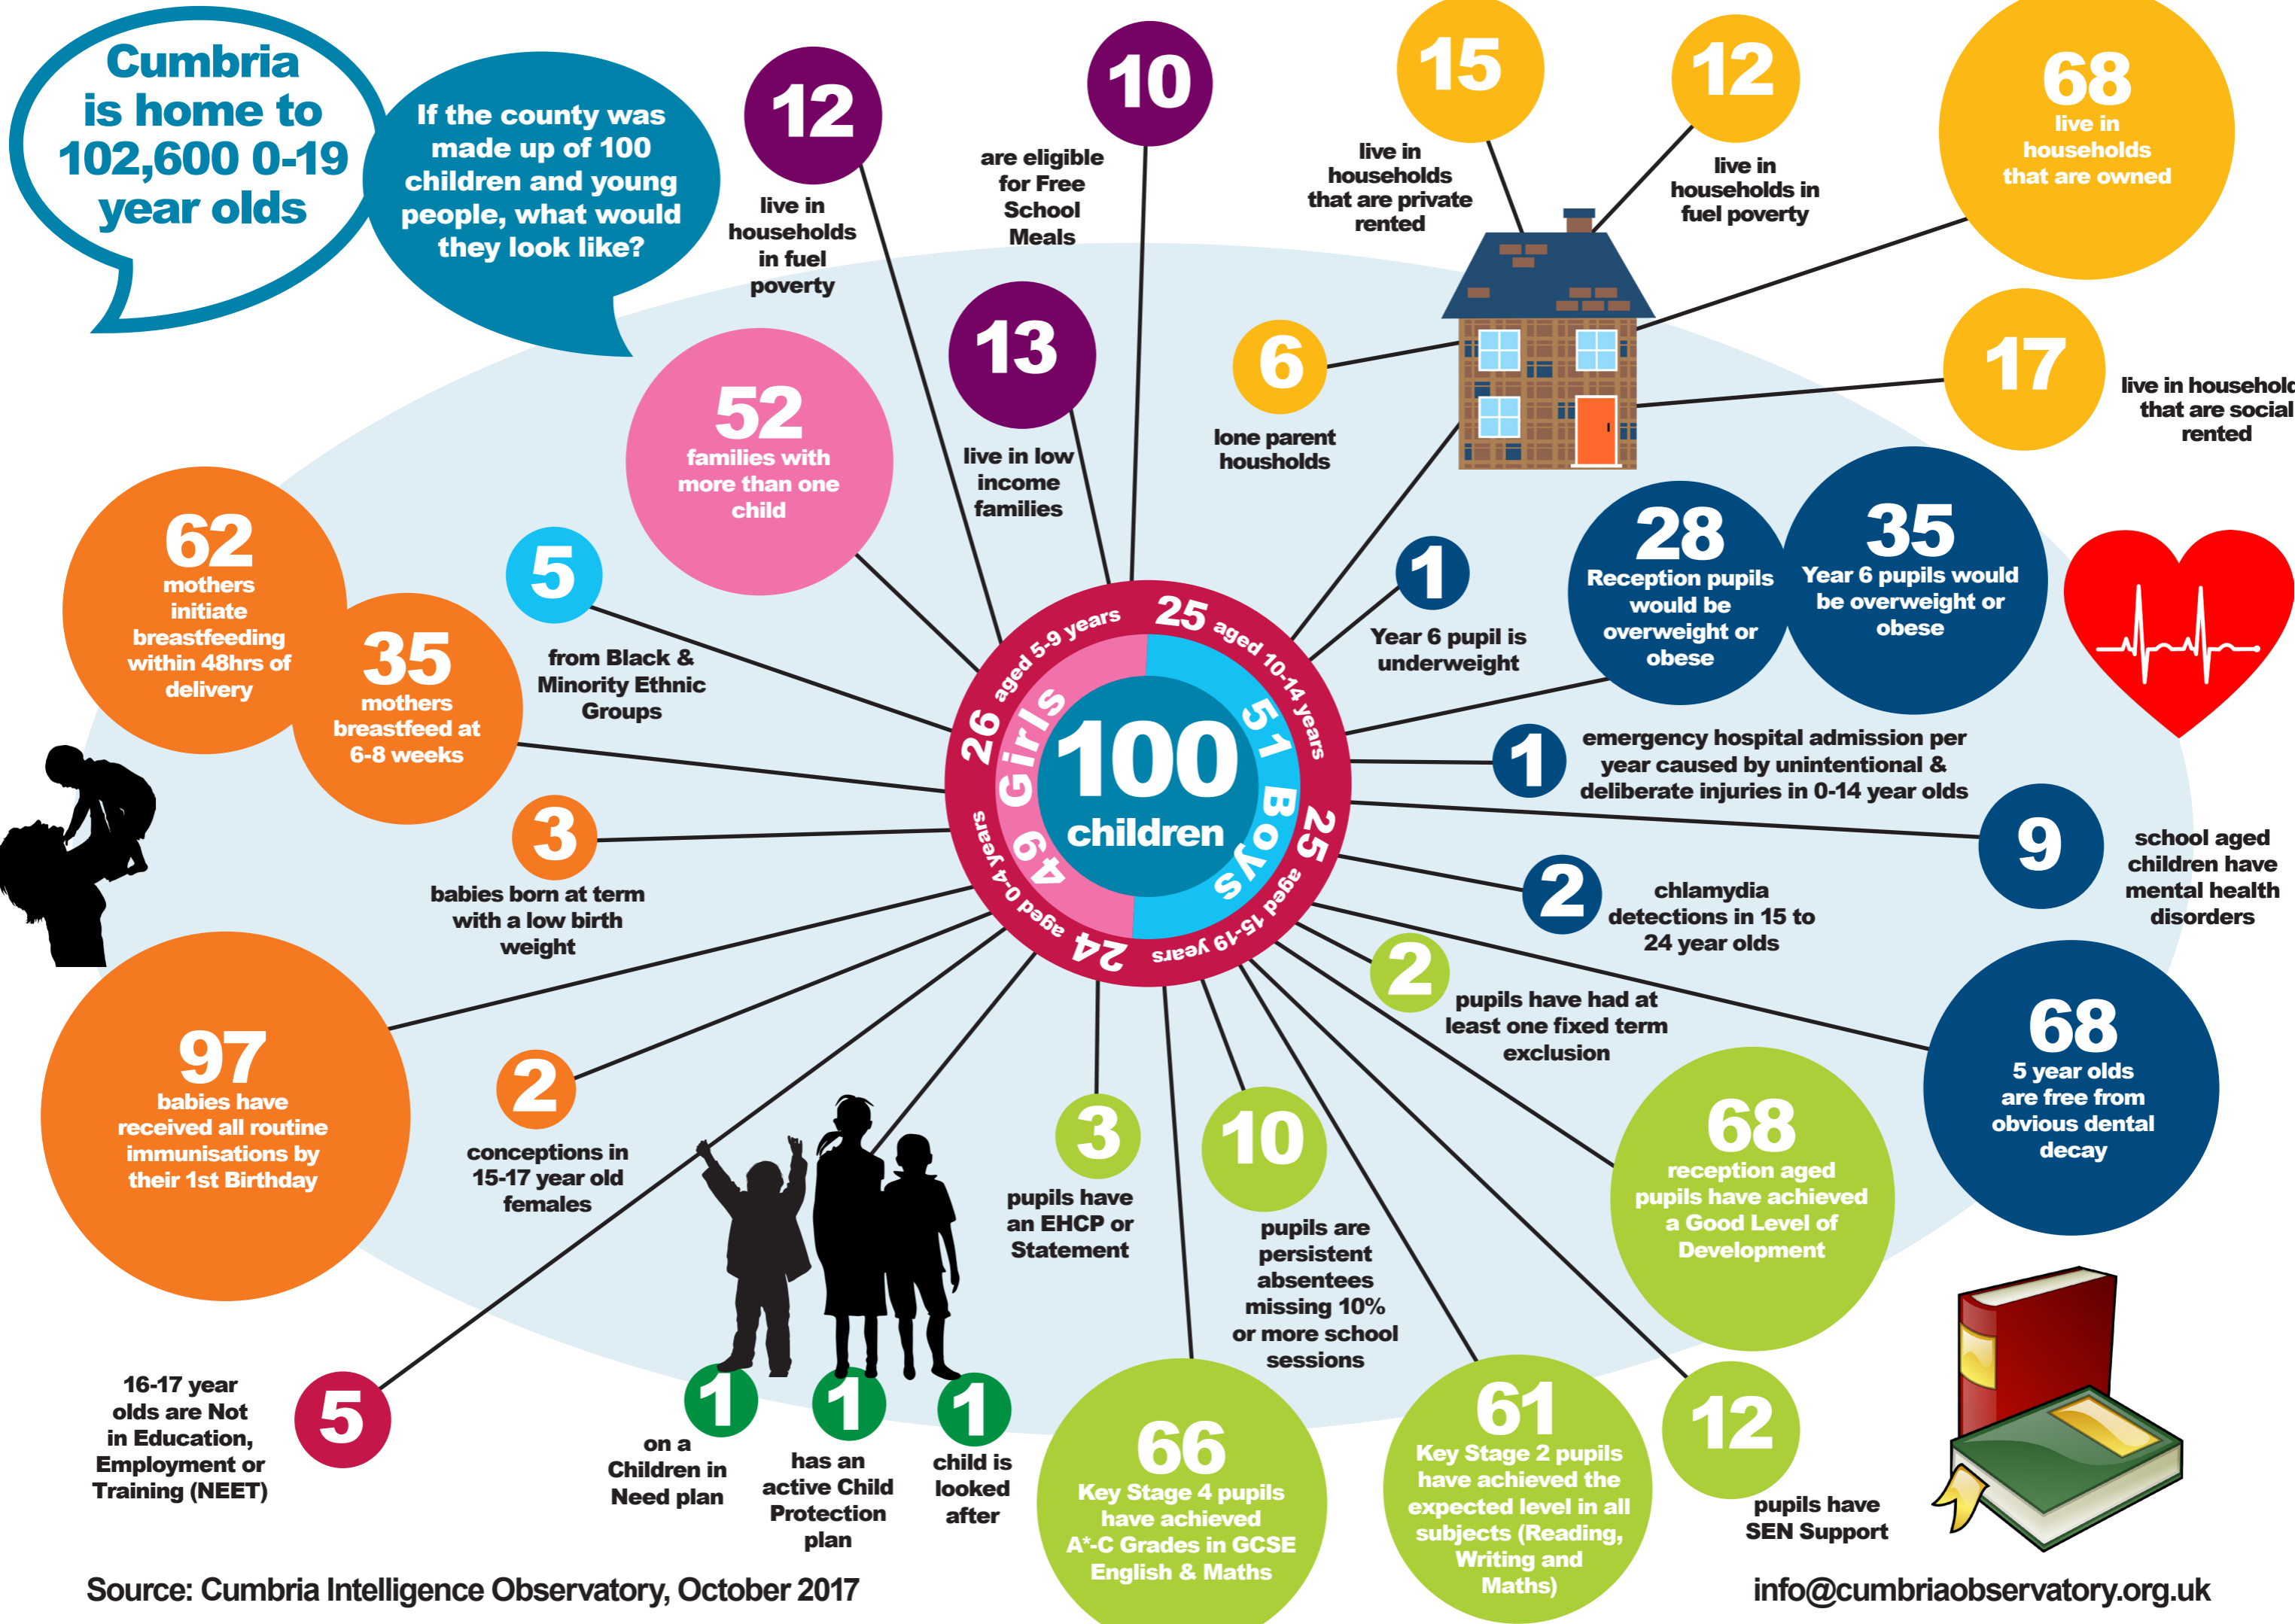 Cumbria
is home to
102,600 0-19
year olds
If the county was
made up of 100
children and young
people, what would
they look like?
12
live in
households
in fuel
poverty
10
are eligible
for Free
School
Meals
13
live in low
income
families
15
live in
households
that are private
rented
12
live in
households in
fuel poverty
68
live in
households
that are owned
6
lone parent
housholds
17
live in household
that are social
rented
52
families with
more than one
child
5
from Black &
Minority Ethnic
Groups
62
mothers
initiate
breastfeeding
within 48hrs of
delivery
35
mothers
breastfeed at
6-8 weeks
3
babies born at term
with a low birth
weight
97
babies have
received all routine
immunisations by
their 1st Birthday
2
conceptions in
15-17 year old
females
100
children
49 Girls
51 Boys
26 aged 5-9 years
25 aged 10-14 years
25 aged 15-19 years
24 aged 0-4 years
1
Year 6 pupil is
underweight
28
Reception pupils
would be
overweight or
obese
35
Year 6 pupils would
be overweight or
obese
1
emergency hospital admission per
year caused by unintentional &
deliberate injuries in 0-14 year olds
9
school aged
children have
mental health
disorders
2
chlamydia
detections in 15 to
24 year olds
68
5 year olds
are free from
obvious dental
decay
2
pupils have had at
least one fixed term
exclusion
68
reception aged
pupils have achieved
a Good Level of
Development
3
pupils have
an EHCP or
Statement
10
pupils are
persistent
absentees
missing 10%
or more school
sessions
66
Key Stage 4 pupils
have achieved
A*-C Grades in GCSE
English & Maths
61
Key Stage 2 pupils
have achieved the
expected level in all
subjects (Reading,
Writing and
Maths)
12
pupils have
SEN Support
16-17 year
olds are Not
in Education,
Employment or
Training (NEET)
5
1
on a
Children in
Need plan
1
has an
active Child
Protection
plan
1
child is
looked
after
Source: Cumbria Intelligence Observatory, October 2017
info@cumbriaobservatory.org.uk